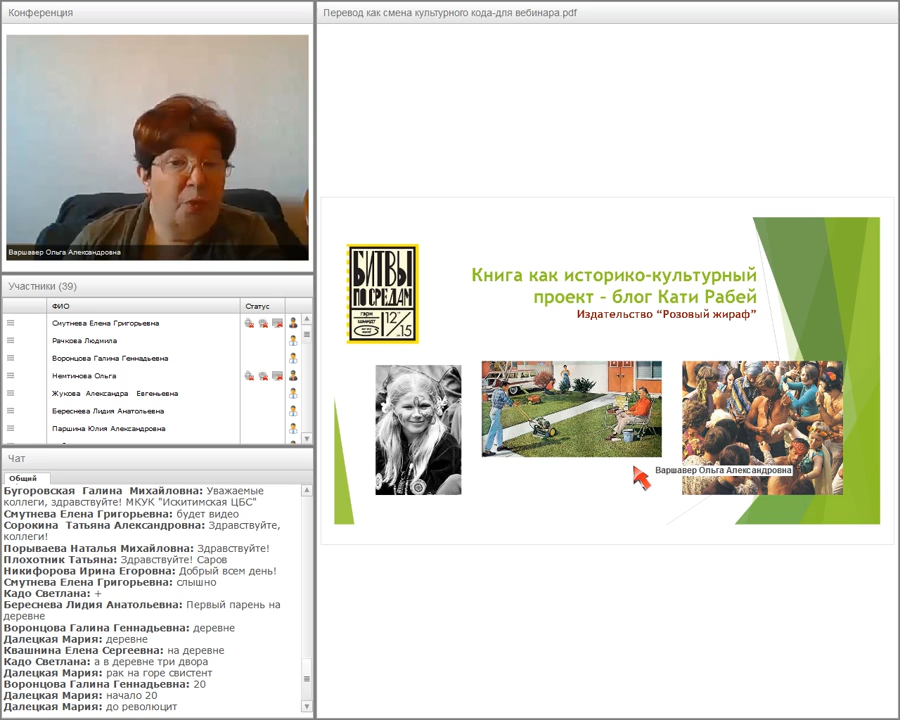 Конференция
Варшавер Ольга Александровна
Участники (39)
ФИО
Статус
Смутнева Елена Григорьевна
Рачкова Людмила
Воронцова Галина Геннадьевна
Немтинова Ольга
Жукова Александра Евгеньевна
Береснева Лидия Анатольевна
Паршина Юлия Александровна
Чат
Общий
Бугоровская Галина Михайловна: Уважаемые
коллеги, здравствуйте! МКУК "Искитимская ЦБС"
Смутнева Елена Григорьевна: будет видео
Сорокина Татьяна Александровна: Здравствуйте,
коллеги!
Порываева Наталья Михайловна: Здравствуйте!
Плохотник Татьяна: Здравствуйте! Саров
Никифорова Ирина Егоровна: Добрый всем день!
Смутнева Елена Григорьевна: слышно
Кадо Светлана: +
Береснева Лидия Анатольевна: Первый парень на
деревне
Воронцова Галина Геннадьевна: деревне
Далецкая Мария: деревне
Квашнина Елена Сергеевна: на деревне
Кадо Светлана: а в деревне три двора
Далецкая Мария: рак на горе свистент
Воронцова Галина Геннадьевна: 20
Далецкая Мария: начало 20
Далецкая Мария: до революцит
Перевод как смена культурного кода-для вебинара.pdf
БИТВЫ
ПО СРЕДАМ
гари
шмидт
12+
15
Книга как историко-культурный
проект – блог Кати Рабей
Издательство “Розовый жираф”
Варшавер Ольга Александровна